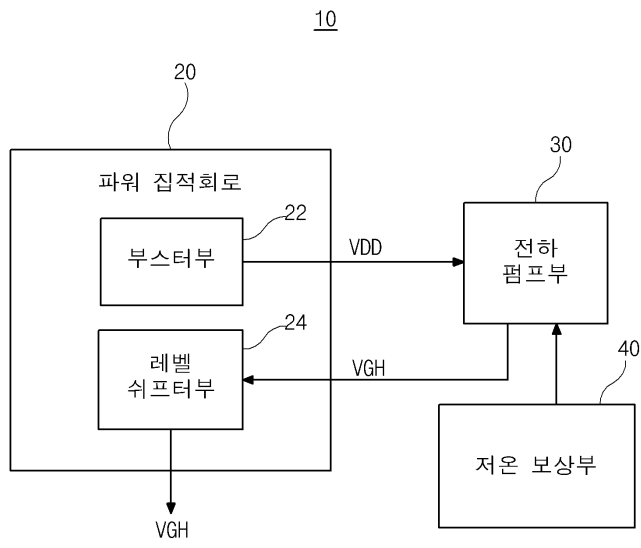 10
20
파워 집적회로
22
부스터부
VDD
30
전하
펌프부
24
레벨
쉬프터부
VGH
40
저온 보상부
VGH